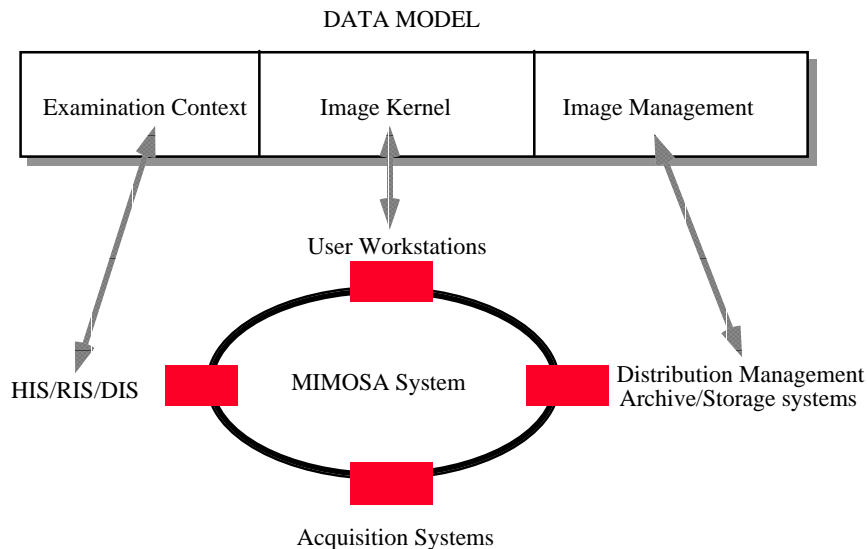 DATA MODEL
Examination Context
Image Kernel
Image Management
User Workstations
HIS/RIS/DIS
MIMOSA System
Distribution Management
Archive/Storage systems
Acquisition Systems